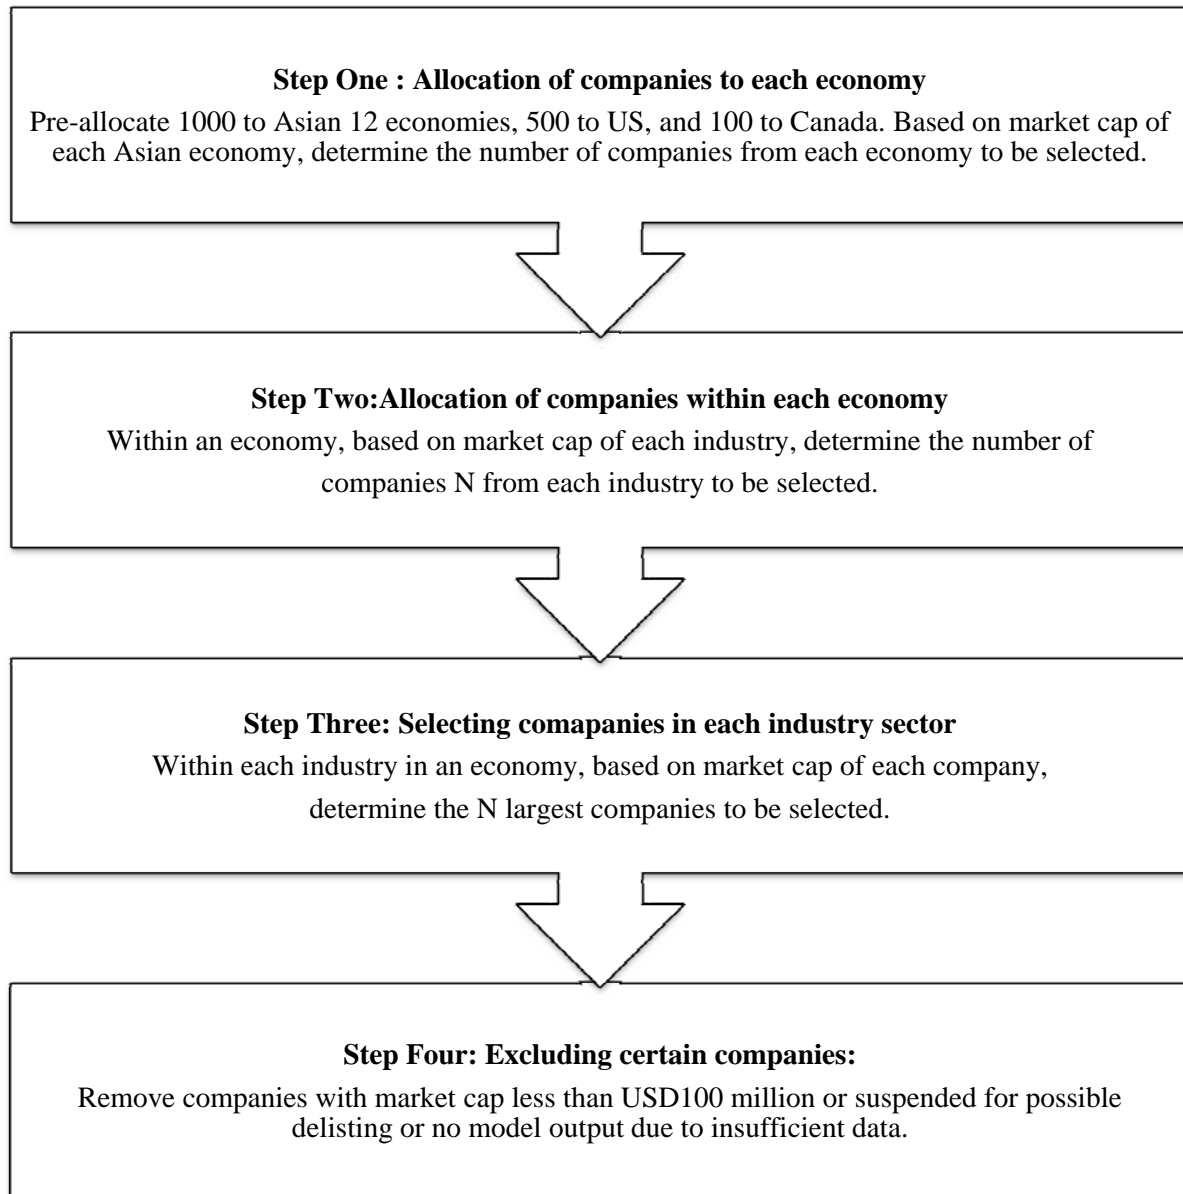 Step One : Allocation of companies to each economy
Pre-allocate 1000 to Asian 12 economies, 500 to US, and 100 to Canada. Based on market cap of
each Asian economy, determine the number of companies from each economy to be selected.
Step Two:Allocation of companies within each economy
Within an economy, based on market cap of each industry, determine the number of
companies N from each industry to be selected.
Step Three: Selecting comapanies in each industry sector
Within each industry in an economy, based on market cap of each company,
determine the N largest companies to be selected.
Step Four: Excluding certain companies:
Remove companies with market cap less than USD100 million or suspended for possible
delisting or no model output due to insufficient data.